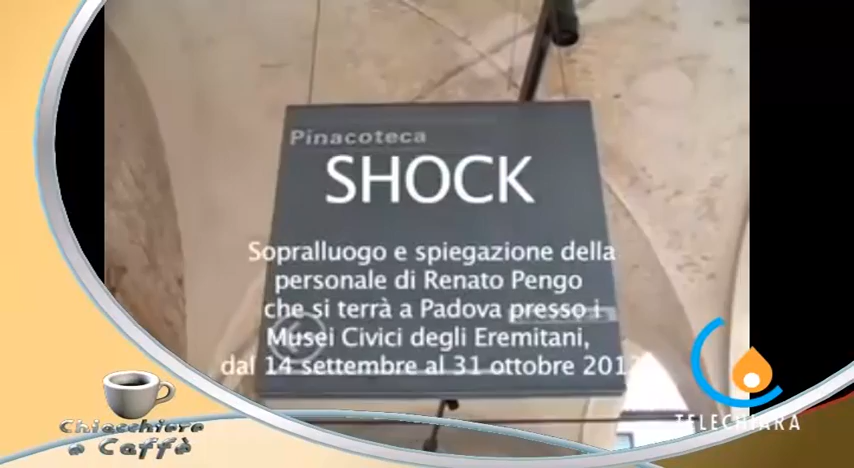 Pinacoteca
SHOCK
Sopralluogo e spiegazione della
personale di Renato Pengo
che si terrà a Padova presso i
Musei Civici degli Eremitani,
dal 14 settembre al 31 ottobre
Chiacchiere
e Caffè
TELECHIARA